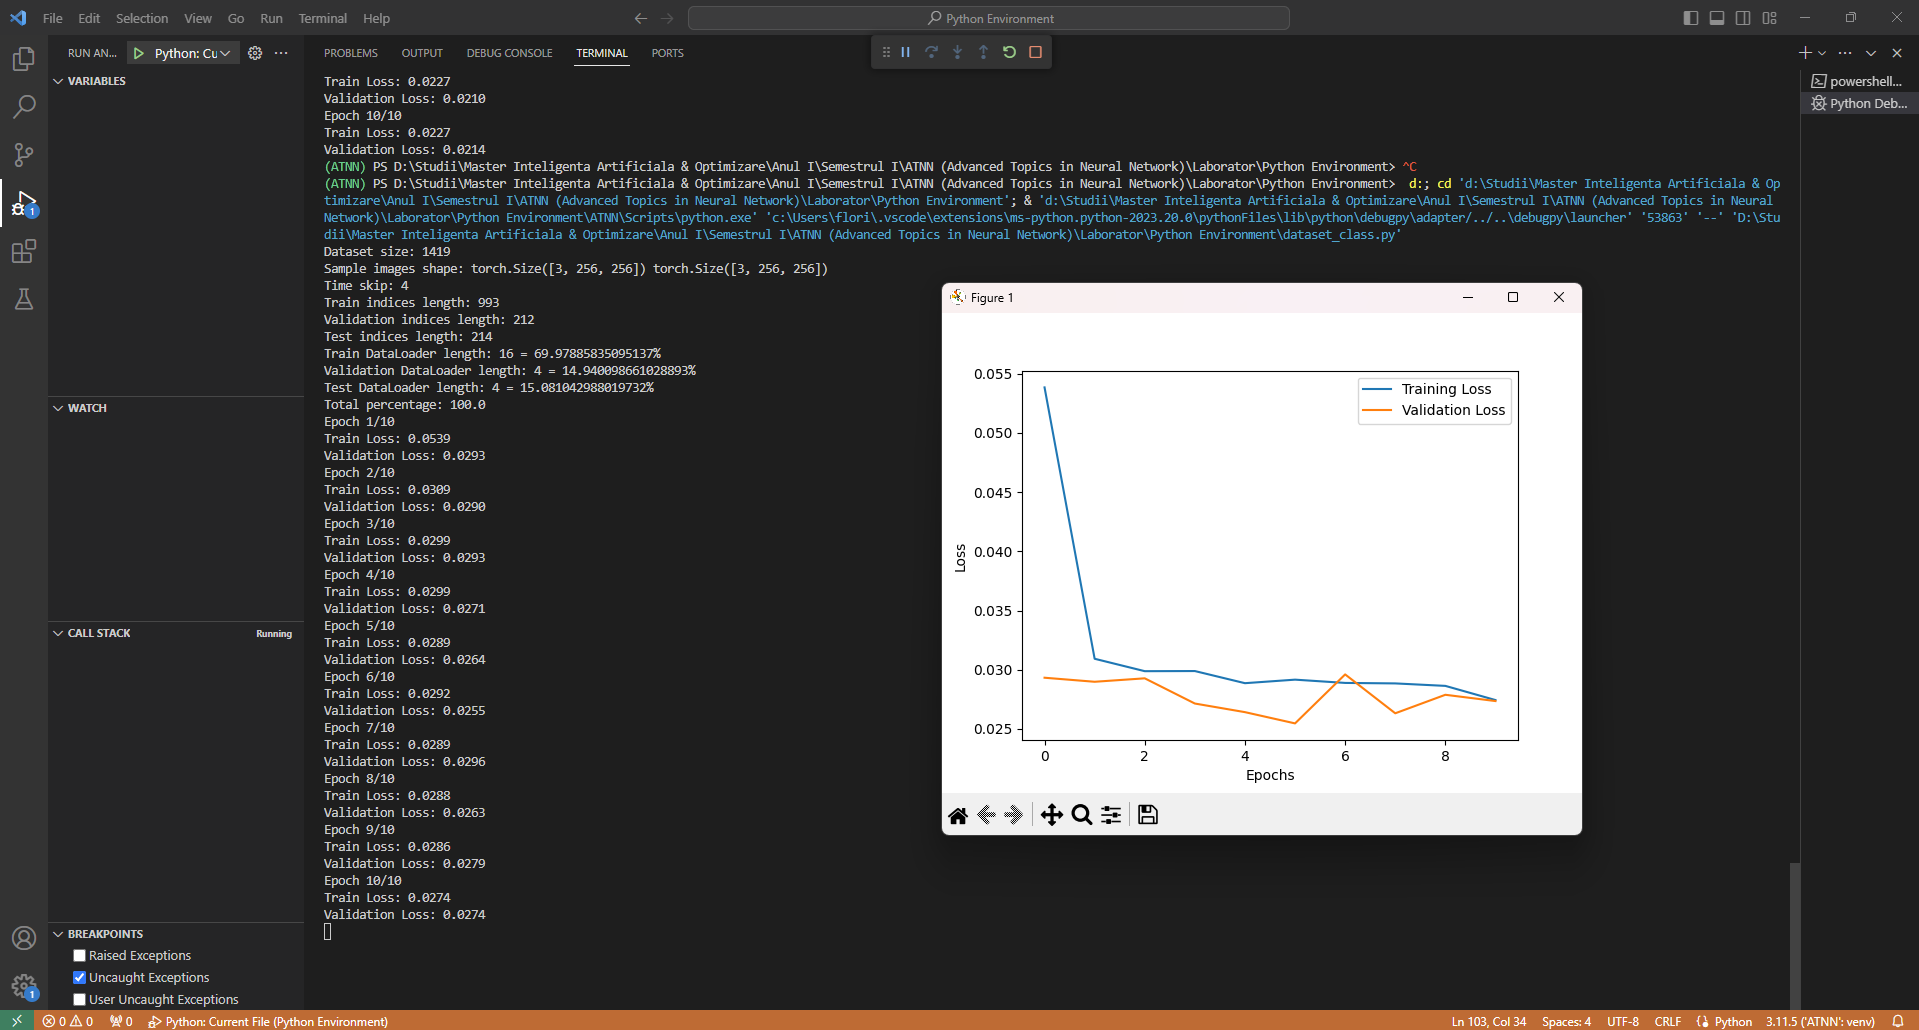 File Edit Selection View Go Run Terminal Help
Python Environment
RUN AN... Python: Cu
PROBLEMS OUTPUT DEBUG CONSOLE TERMINAL PORTS
VARIABLES
WATCH
CALL STACK Running
BREAKPOINTS
Raised Exceptions
Uncaught Exceptions
User Uncaught Exceptions
1
1
Train Loss: 0.0227
Validation Loss: 0.0210
Epoch 10/10
Train Loss: 0.0227
Validation Loss: 0.0214
(ATNN) PS D:\Studii\Master Inteligenta Artificiala & Optimizare\Anul I\Semestrul I\ATNN (Advanced Topics in Neural Network)\Laborator\Python Environment> ^C
(ATNN) PS D:\Studii\Master Inteligenta Artificiala & Optimizare\Anul I\Semestrul I\ATNN (Advanced Topics in Neural Network)\Laborator\Python Environment> d:; cd 'd:\Studii\Master Inteligenta Artificiala & Op
timizare\Anul I\Semestrul I\ATNN (Advanced Topics in Neural Network)\Laborator\Python Environment'; & 'd:\Studii\Master Inteligenta Artificiala & Optimizare\Anul I\Semestrul I\ATNN (Advanced Topics in Neural
Network)\Laborator\Python Environment\ATNN\Scripts\python.exe' 'c:\Users\flori\.vscode\extensions\ms-python.python-2023.20.0\pythonFiles\lib\python\debugpy\adapter/../..\debugpy\launcher' '53863' '--' 'D:\Stu
dii\Master Inteligenta Artificiala & Optimizare\Anul I\Semestrul I\ATNN (Advanced Topics in Neural Network)\Laborator\Python Environment\dataset_class.py'
Dataset size: 1419
Sample images shape: torch.Size([3, 256, 256]) torch.Size([3, 256, 256])
Time skip: 4
Train indices length: 993
Validation indices length: 212
Test indices length: 214
Train DataLoader length: 16 = 69.97885835095137%
Validation DataLoader length: 4 = 14.940098661028893%
Test DataLoader length: 4 = 15.081042988019732%
Total percentage: 100.0
Epoch 1/10
Train Loss: 0.0539
Validation Loss: 0.0293
Epoch 2/10
Train Loss: 0.0309
Validation Loss: 0.0290
Epoch 3/10
Train Loss: 0.0299
Validation Loss: 0.0293
Epoch 4/10
Train Loss: 0.0299
Validation Loss: 0.0271
Epoch 5/10
Train Loss: 0.0289
Validation Loss: 0.0264
Epoch 6/10
Train Loss: 0.0292
Validation Loss: 0.0255
Epoch 7/10
Train Loss: 0.0289
Validation Loss: 0.0296
Epoch 8/10
Train Loss: 0.0288
Validation Loss: 0.0263
Epoch 9/10
Train Loss: 0.0286
Validation Loss: 0.0279
Epoch 10/10
Train Loss: 0.0274
Validation Loss: 0.0274
powershell...
Python Deb...
Figure 1
Training Loss
Validation Loss
0.055
0.050
0.045
0.040
0.035
0.030
0.025
Loss
0 2 4 6 8
Epochs
0 0 0 Python: Current File (Python Environment) Ln 103, Col 34 Spaces: 4 UTF-8 CRLF Python 3.11.5 ('ATNN': venv)